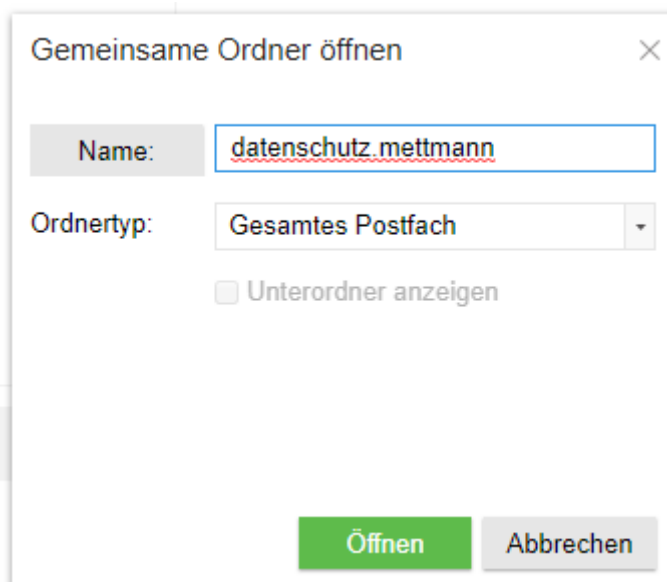 Gemeinsame Ordner öffnen
Name: datenschutz.mettmann
Ordnertyp: Gesamtes Postfach
Unterordner anzeigen
Öffnen Abbrechen